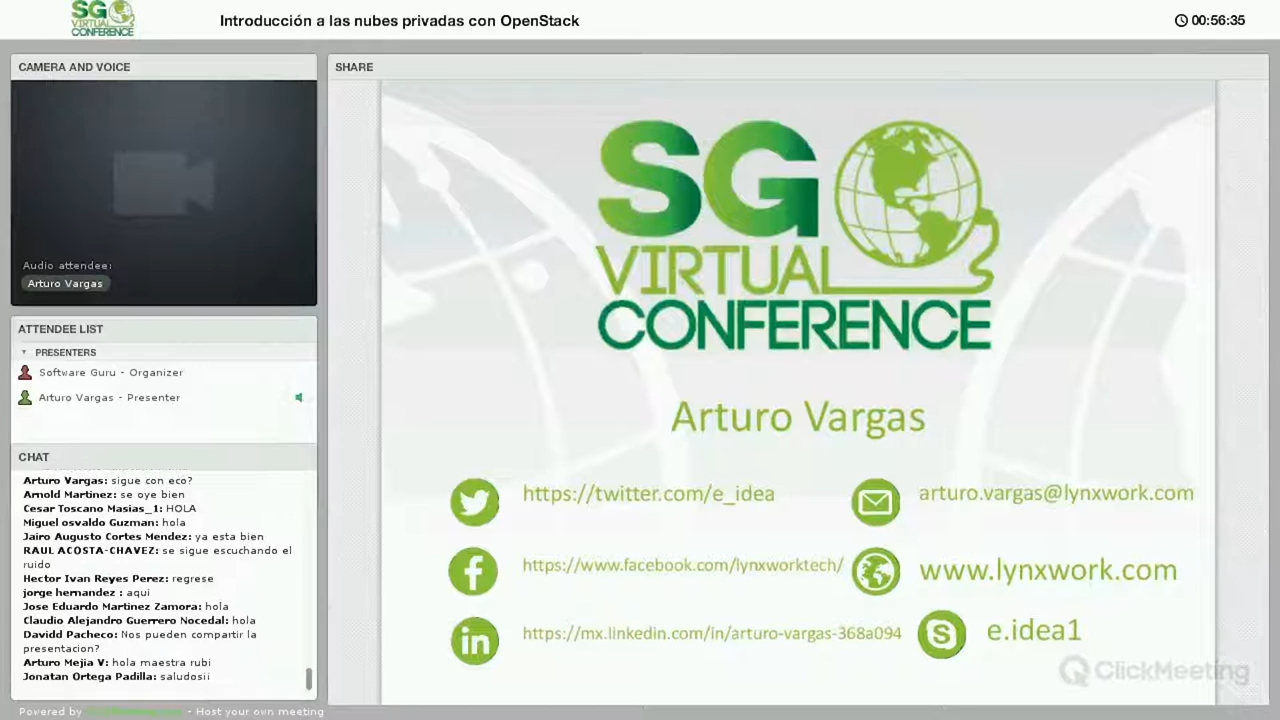 SG
VIRTUAL
CONFERENCE
Introducción a las nubes privadas con OpenStack
00:56:35
CAMERA AND VOICE
Audio attendee:
Arturo Vargas
ATTENDEE LIST
PRESENTERS
Software Guru - Organizer
Arturo Vargas - Presenter
CHAT
Arturo Vargas: sigue con eco?
Arnold Martinez: se oye bien
Cesar Toscano Masias_1: HOLA
Miguel osvaldo Guzman: hola
Jairo Augusto Cortes Mendez: ya esta bien
RAUL ACOSTA-CHAVEZ: se sigue escuchando el
ruido
Hector Ivan Reyes Perez: regrese
jorge hernandez : aqui
Jose Eduardo Martinez Zamora: hola
Claudio Alejandro Guerrero Nocedal: hola
Davidd Pacheco: Nos pueden compartir la
presentacion?
Arturo Mejia V: hola maestra rubi
Jonatan Ortega Padilla: saludosii
Powered by - Host your own meeting
SHARE
SG
VIRTUAL
CONFERENCE
Arturo Vargas
https://twitter.com/e_idea
arturo.vargas@lynxwork.com
https://www.facebook.com/lynxworktech/
www.lynxwork.com
https://mx.linkedin.com/in/arturo-vargas-368a094
e.idea1
ClickMeeting